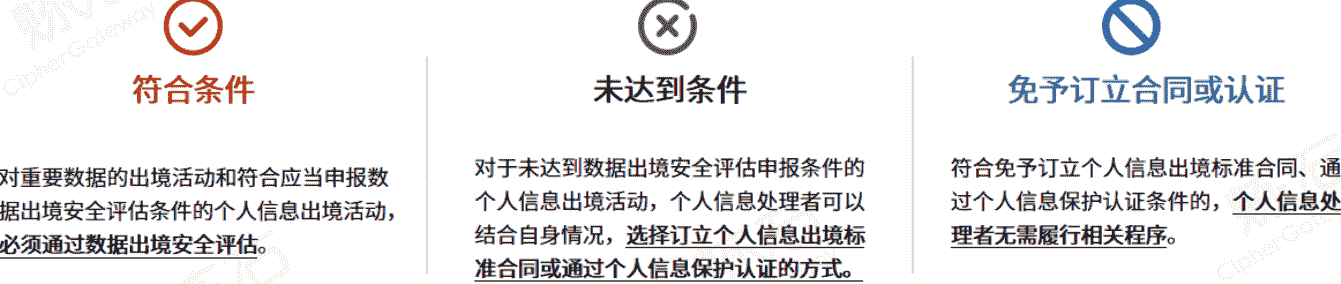 符合条件
对重要数据的出境活动和符合应当申报数
据出境安全评估条件的个人信息出境活动，
必须通过数据出境安全评估。
未达到条件
对于未达到数据出境安全评估申报条件的
个人信息出境活动，个人信息处理者可以
结合自身情况，选择订立个人信息出境标
准合同或通过个人信息保护认证的方式。
免予订立合同或认证
符合免予订立个人信息出境标准合同、通
过个人信息保护认证条件的，个人信息处
理者无需履行相关程序。
CipherGateway
CipherGateway